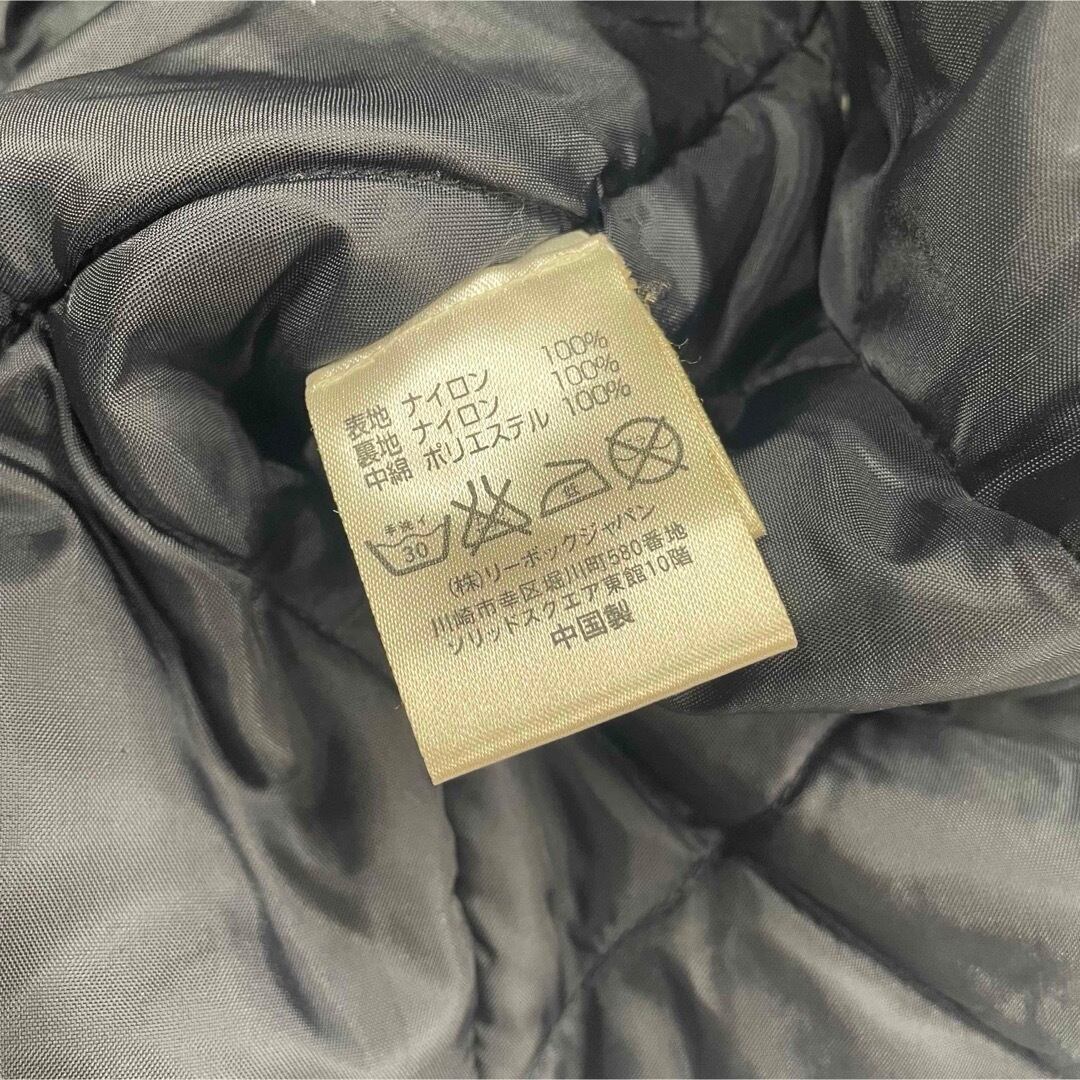 表地 ナイロン 100%
裏地 ナイロン 100%
中綿 ポリエステル 100%
手洗イ
30
低
(株)リーボックジャパン
川崎市幸区堀川町580番地
ソリッドスクエア東館10階
中国製